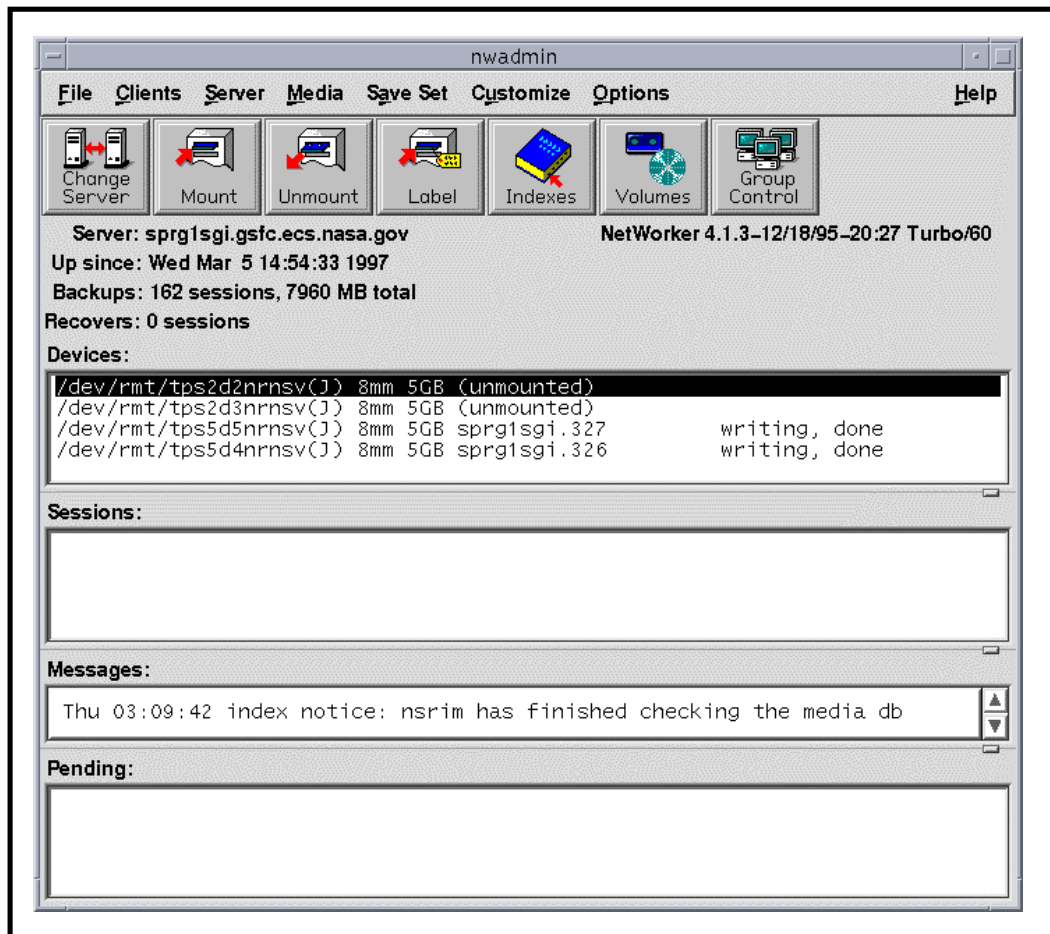 nwadmin
File Clients Server Media Save Set Customize Options Help
Change Server
Mount
Unmount
Label
Indexes
Volumes
Group Control
Server: sprg1sgi.gsfc.ecs.nasa.gov NetWorker 4.1.3–12/18/95–20:27 Turbo/60
Up since: Wed Mar 5 14:54:33 1997
Backups: 162 sessions, 7960 MB total
Recovers: 0 sessions
Devices:
/dev/rmt/tps2d2nrnsv(J) 8mm 5GB (unmounted)
/dev/rmt/tps2d3nrnsv(J) 8mm 5GB (unmounted)
/dev/rmt/tps5d5nrnsv(J) 8mm 5GB sprg1sgi.327 writing, done
/dev/rmt/tps5d4nrnsv(J) 8mm 5GB sprg1sgi.326 writing, done
Sessions:
Messages:
Thu 03:09:42 index notice: nsrim has finished checking the media db
Pending: